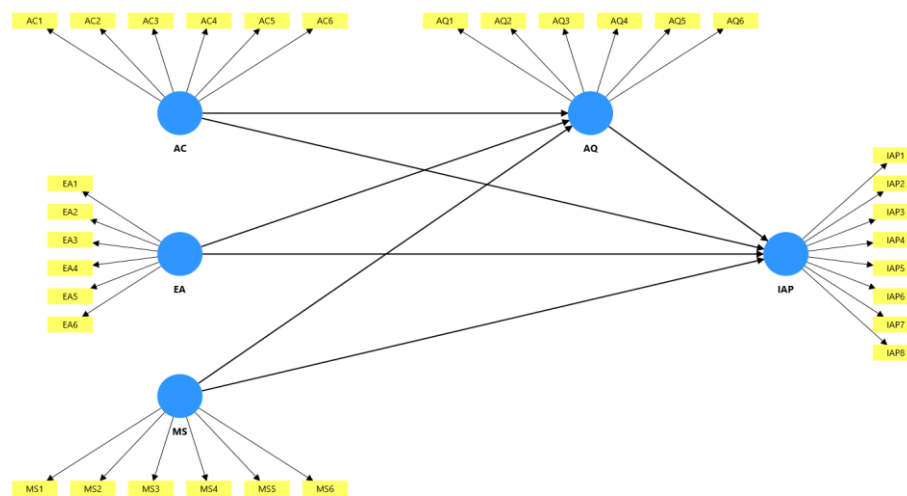 AC1 AC2 AC3 AC4 AC5 AC6
AQ1 AQ2 AQ3 AQ4 AQ5 AQ6
AC
AQ
IAP1
IAP2
IAP3
IAP4
IAP5
IAP6
IAP7
IAP8
EA1
EA2
EA3
EA4
EA5
EA6
EA
IAP
MS
MS1 MS2 MS3 MS4 MS5 MS6